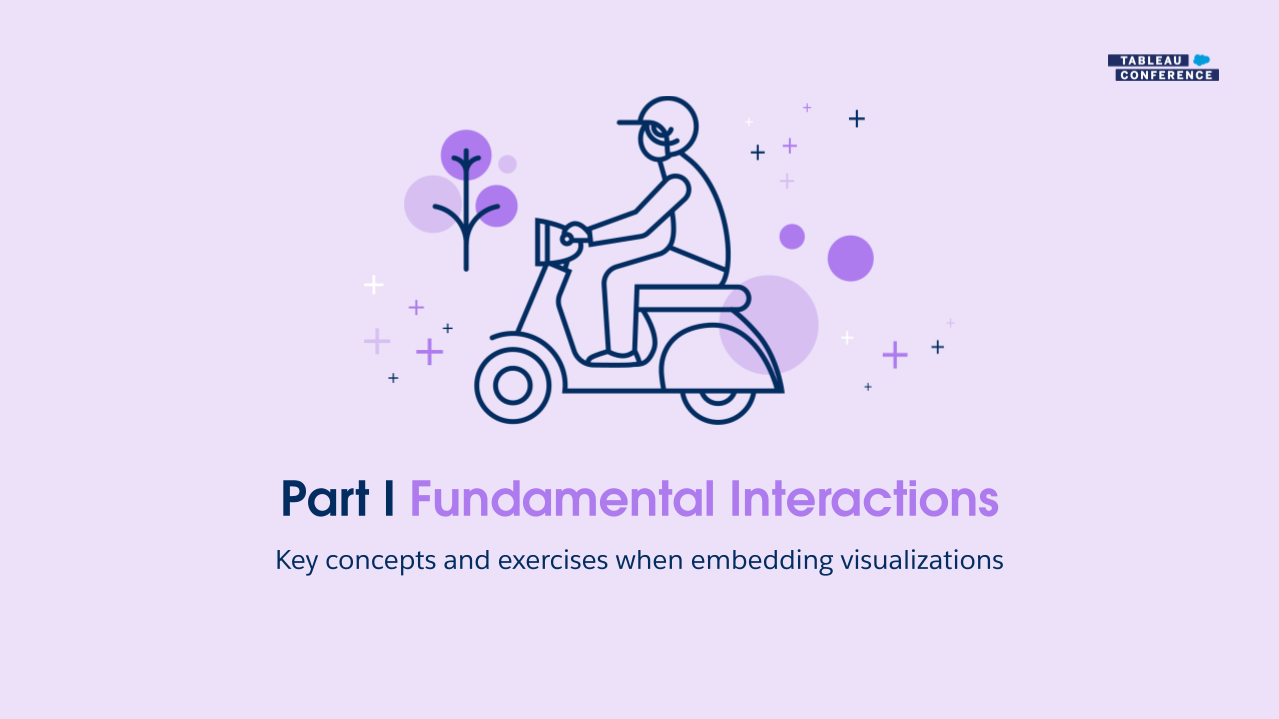 TABLEAU
CONFERENCE
Part I Fundamental Interactions
Key concepts and exercises when embedding visualizations